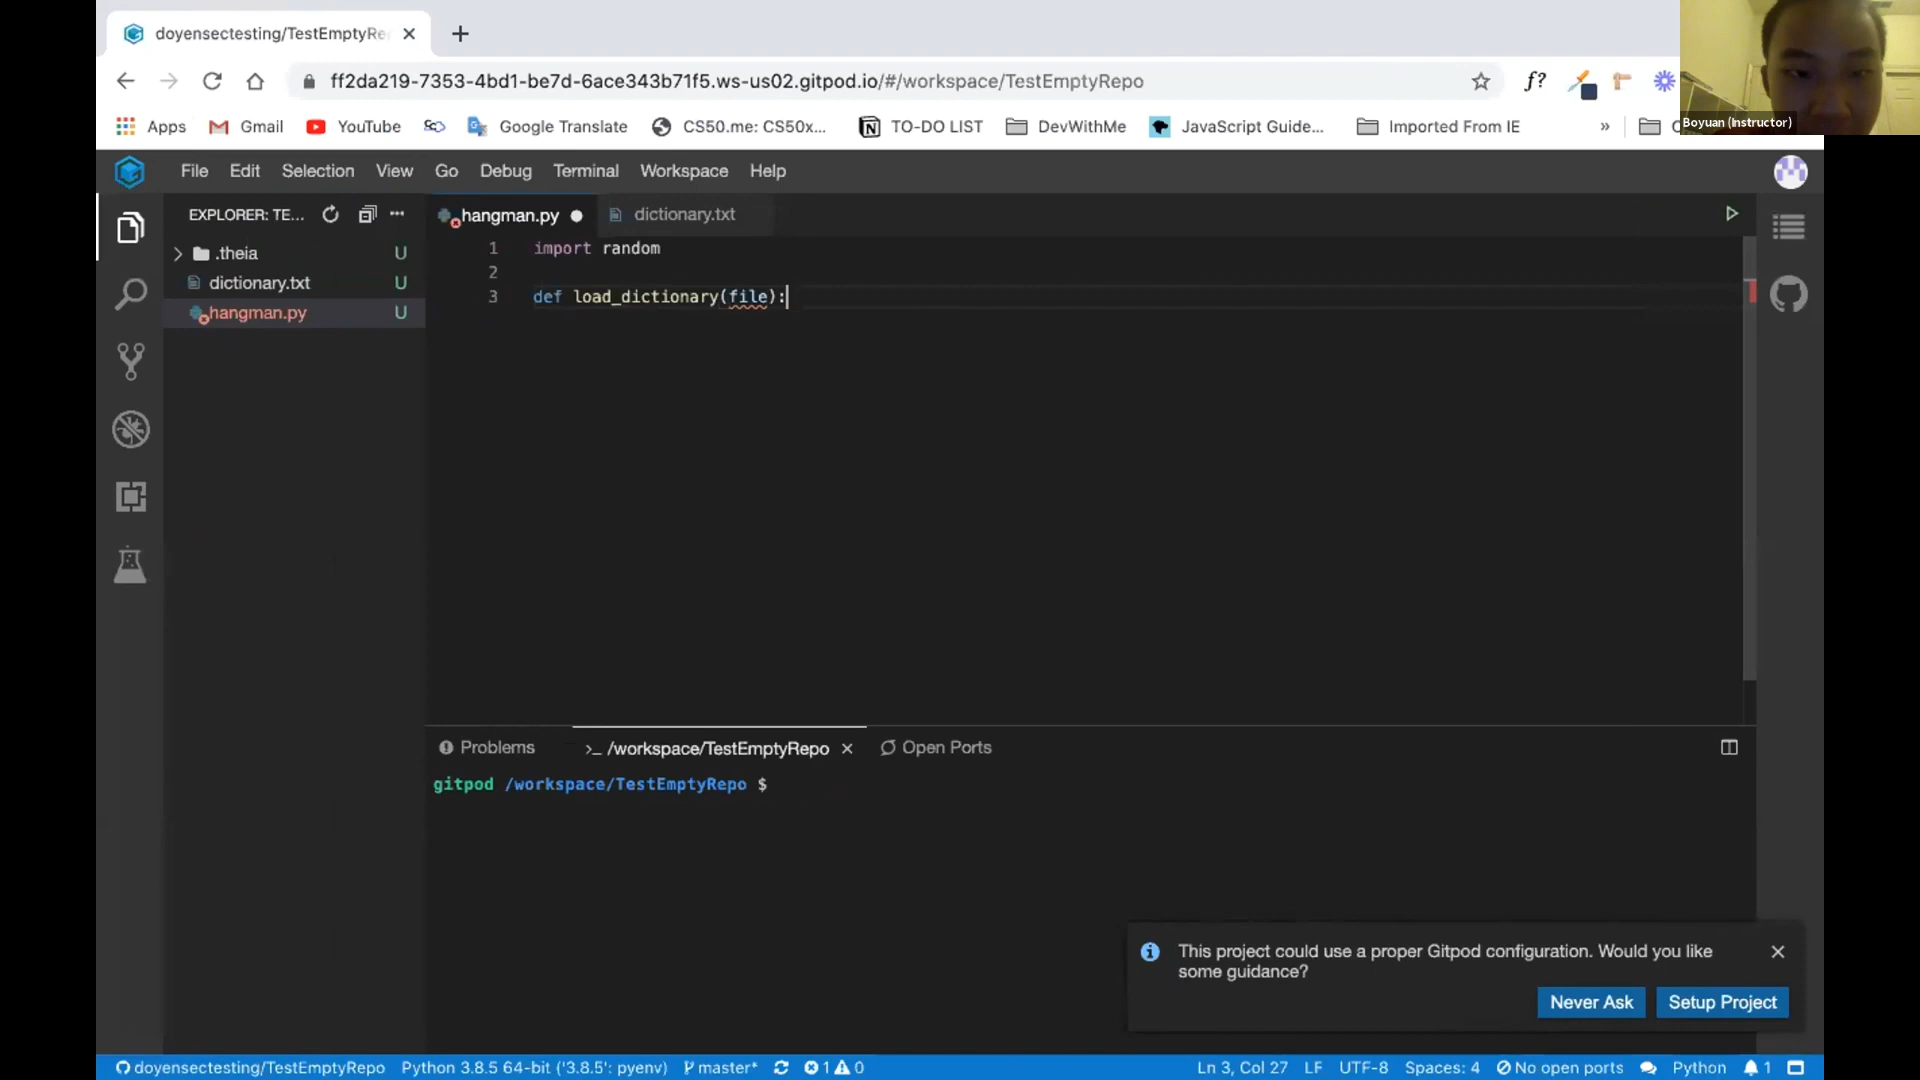 doyensectesting/TestEmptyRe
ff2da219-7353-4bd1-be7d-6ace343b71f5.ws-us02.gitpod.io/#/workspace/TestEmptyRepo
f?
Apps Gmail YouTube Google Translate CS50.me: CS50x... TO-DO LIST DevWithMe JavaScript Guide... Imported From IE »
Boyuan (Instructor)
File Edit Selection View Go Debug Terminal Workspace Help
EXPLORER: TE...
hangman.py
dictionary.txt
.theia U
dictionary.txt U
hangman.py U
1 import random
2
3 def load_dictionary(file):
Problems
>_ /workspace/TestEmptyRepo
Open Ports
gitpod /workspace/TestEmptyRepo $
This project could use a proper Gitpod configuration. Would you like
some guidance?
Never Ask
Setup Project
doyensectesting/TestEmptyRepo Python 3.8.5 64-bit ('3.8.5': pyenv) master* 1 0 Ln 3, Col 27 LF UTF-8 Spaces: 4 No open ports Python 1